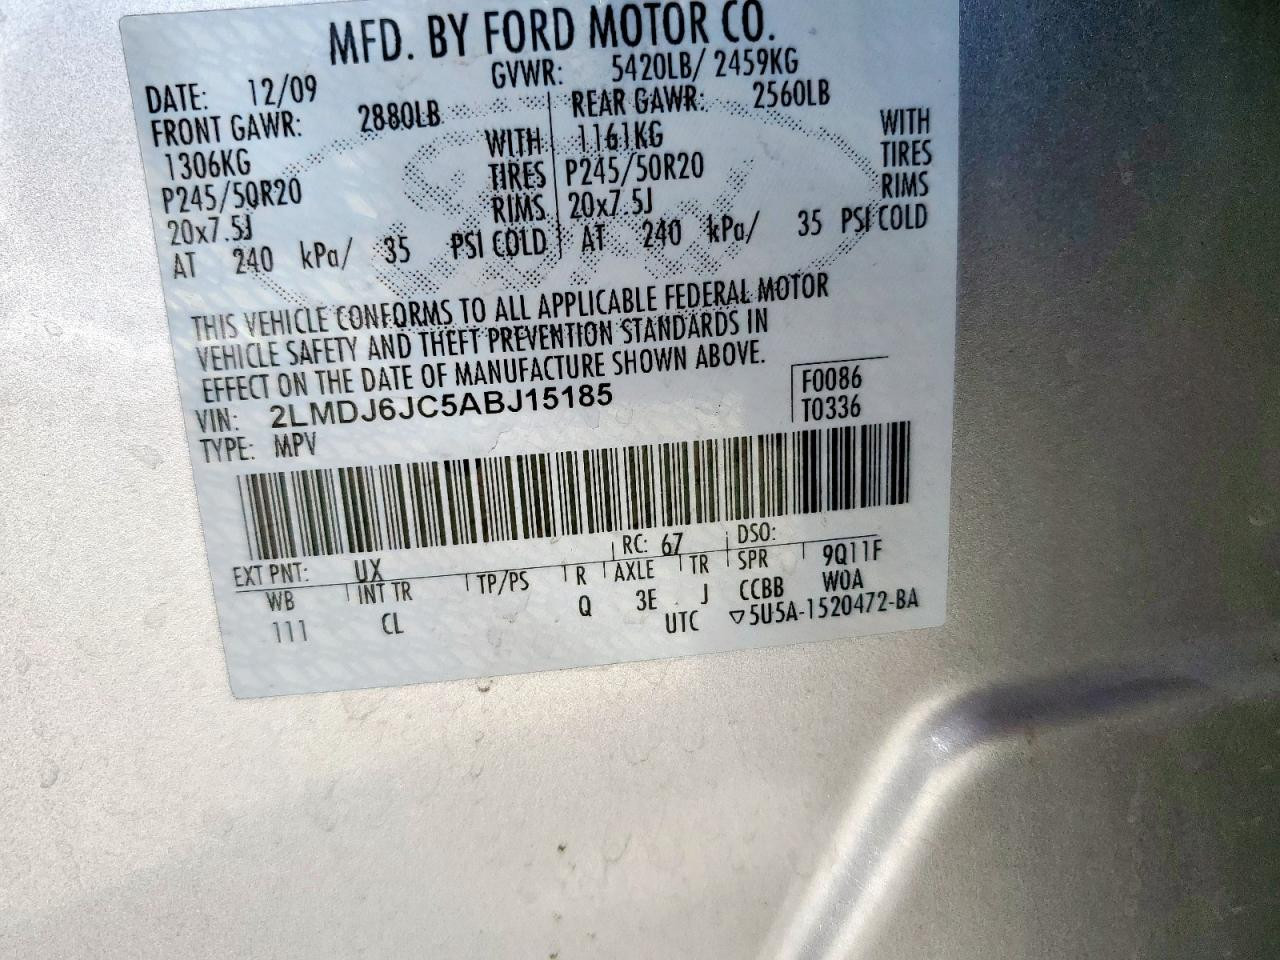 MFD. BY FORD MOTOR CO.
DATE: 12/09 GVWR: 5420LB/ 2459KG
FRONT GAWR: 2880LB REAR GAWR: 2560LB
1306KG WITH 1161KG WITH
P245/50R20 TIRES P245/50R20 TIRES
20x7.5J RIMS 20x7.5J RIMS
AT 240 kPa/ 35 PSI COLD AT 240 kPa/ 35 PSI COLD
THIS VEHICLE CONFORMS TO ALL APPLICABLE FEDERAL MOTOR
VEHICLE SAFETY AND THEFT PREVENTION STANDARDS IN
EFFECT ON THE DATE OF MANUFACTURE SHOWN ABOVE.
VIN: 2LMDJ6JC5ABJ15185 F0086
TYPE: MPV T0336
EXT PNT: UX RC: 67 DSO:
WB INT TR TP/PS R AXLE TR SPR 9Q11F
111 CL Q 3E J CCBB WOA
UTC ▽5U5A-1520472-BA